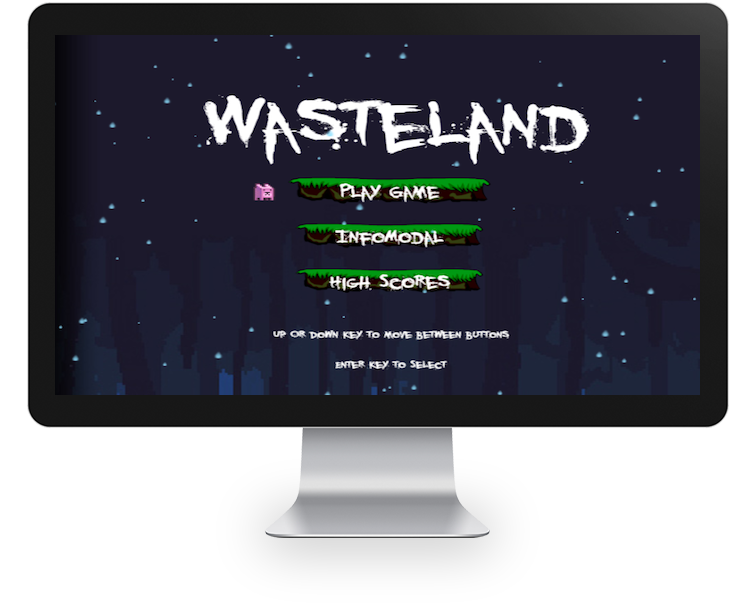 WASTELAND
PLAY GAME
INFOMODAL
HIGH SCORES
UP OR DOWN KEY TO MOVE BETWEEN BUTTONS
ENTER KEY TO SELECT